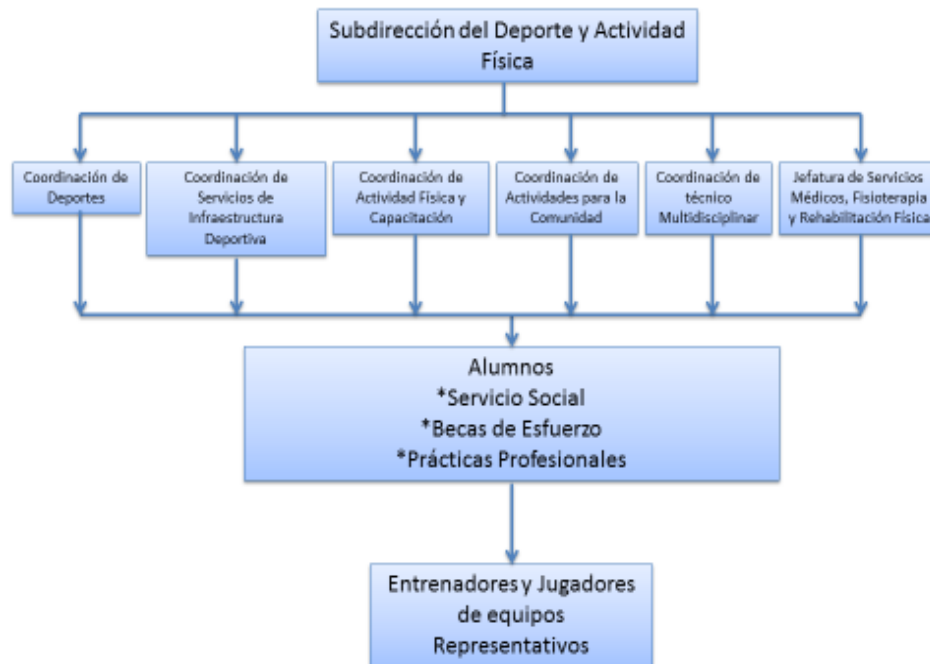 Subdirección del Deporte y Actividad
Física
Coordinación de
Deportes
Coordinación de
Servicios de
Infraestructura
Deportiva
Coordinación de
Actividad Física y
Capacitación
Coordinación de
Actividades para la
Comunidad
Coordinación de
técnico
Multidisciplinar
Jefatura de Servicios
Médicos, Fisioterapia
y Rehabilitación Física
Alumnos
*Servicio Social
*Becas de Esfuerzo
*Prácticas Profesionales
Entrenadores y Jugadores
de equipos
Representativos